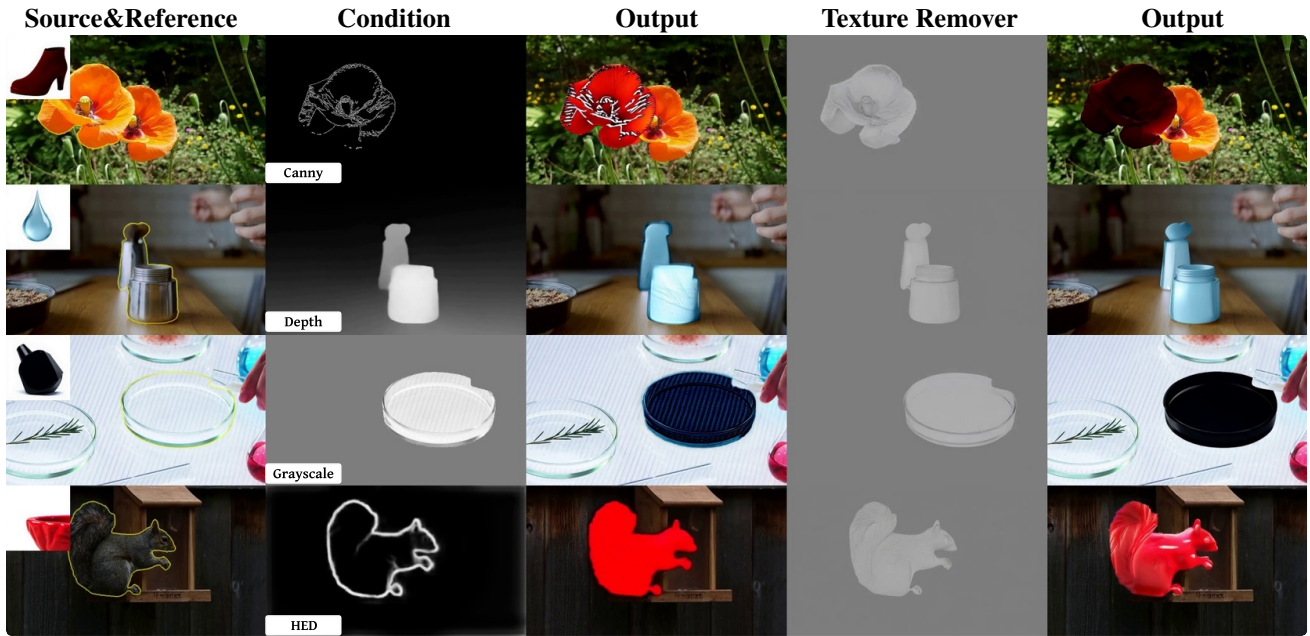 Source&Reference Condition Output Texture Remover Output
Canny
Depth
Grayscale
HED